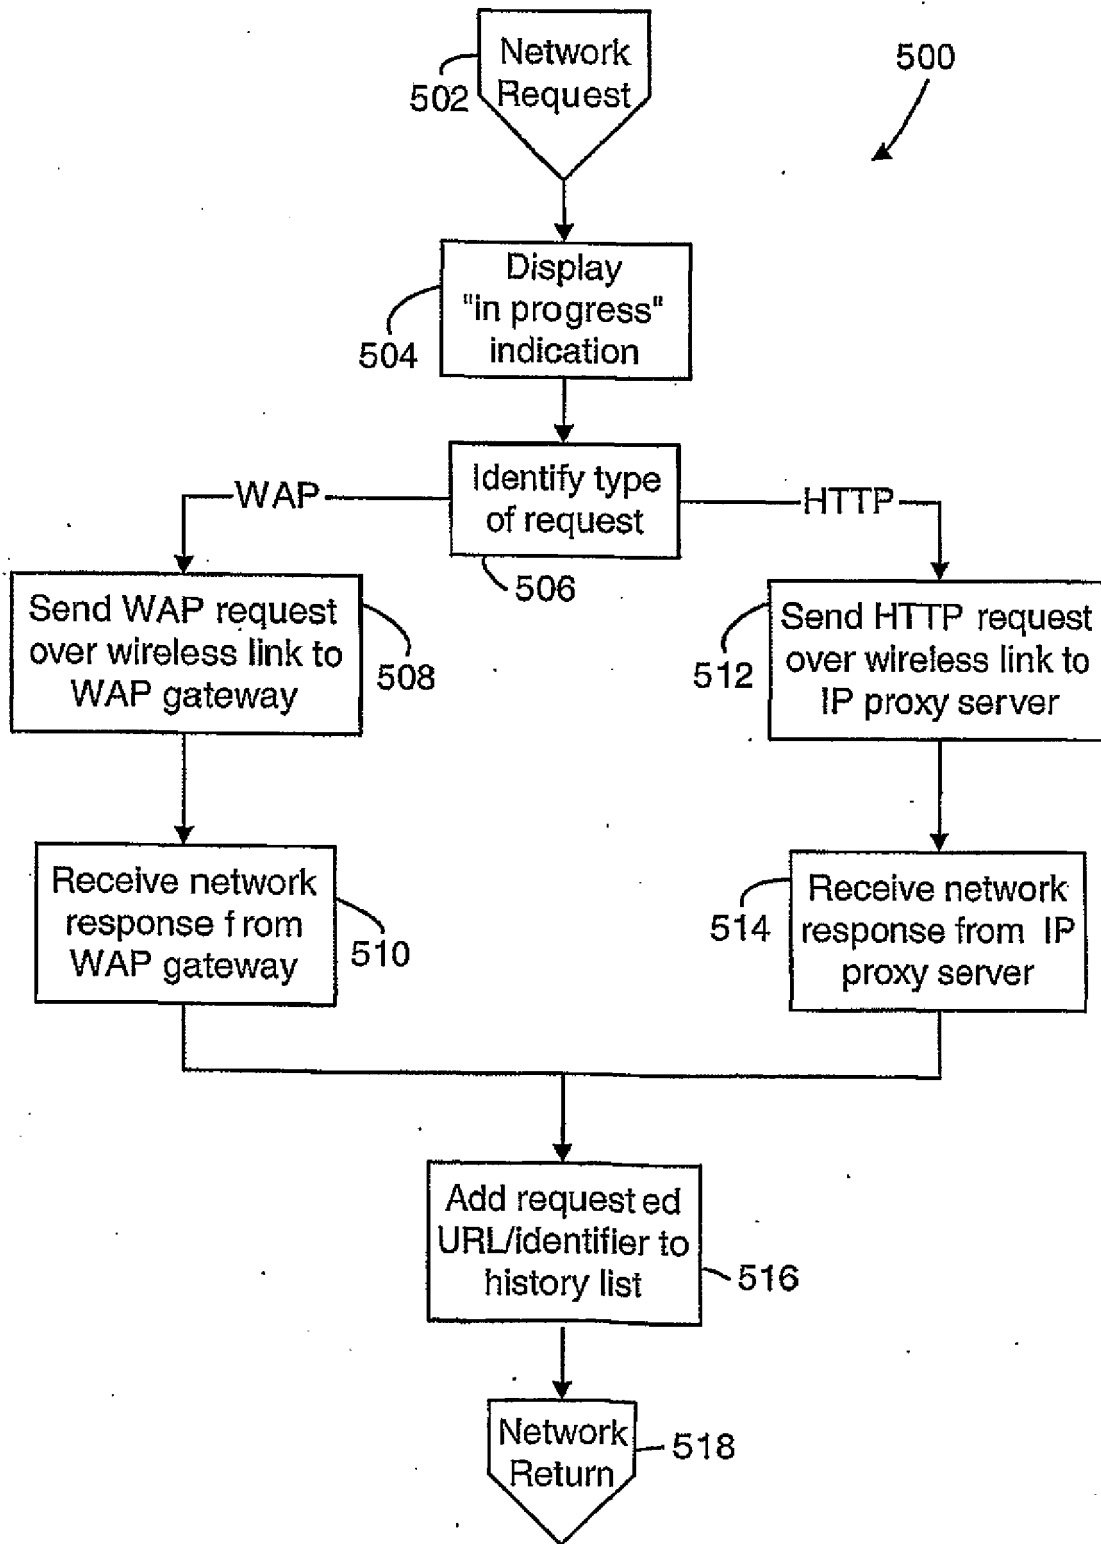 Network
Request
502
500
Display
"in progress"
indication
504
Identify type
of request
506
WAP
HTTP
Send WAP request
over wireless link to
WAP gateway
508
Send HTTP request
over wireless link to
IP proxy server
512
Receive network
response from
WAP gateway
510
Receive network
response from IP
proxy server
514
Add requested
URL/identifier to
history list
516
Network
Return
518